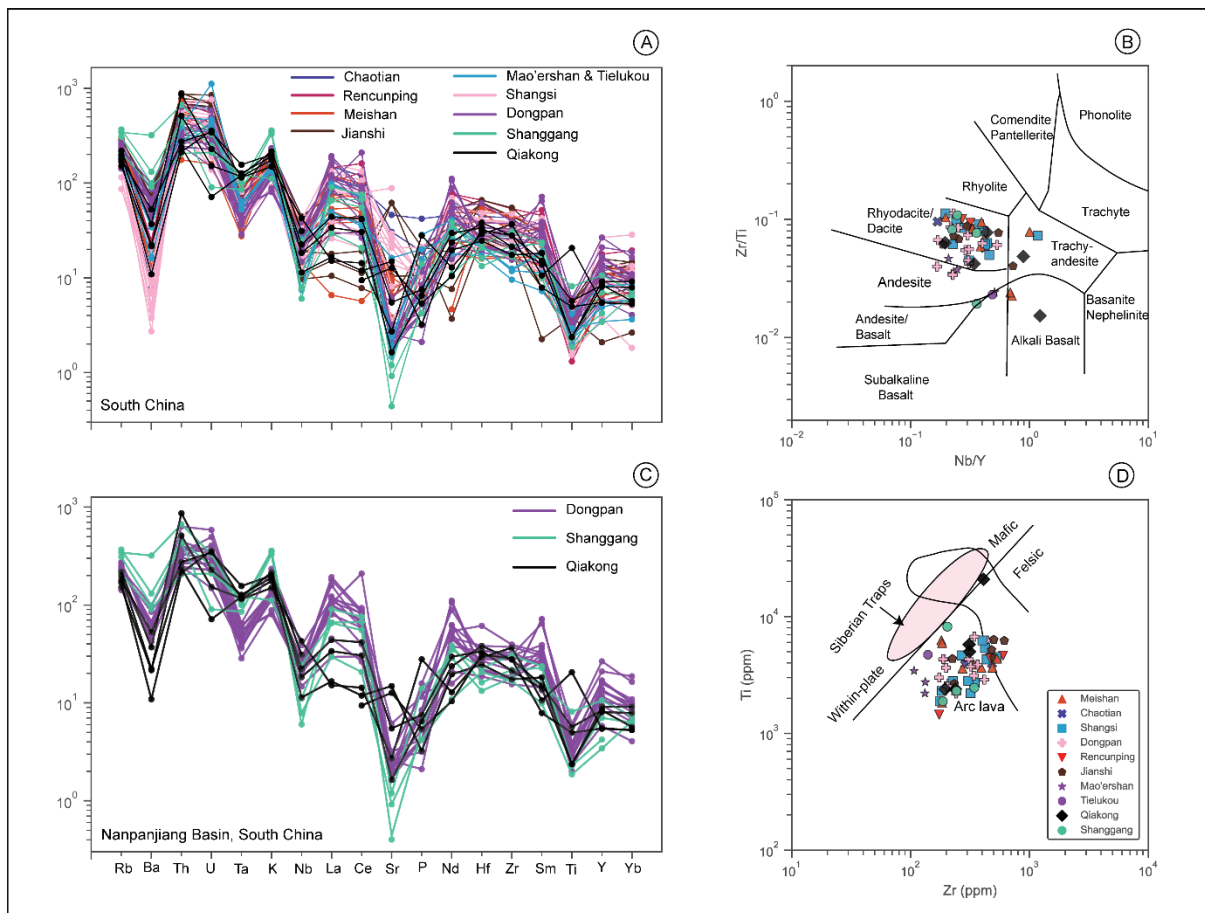 A
10³
10²
10¹
10⁰
Chaotian
Rencunping
Meishan
Jianshi
Mao'ershan & Tielukou
Shangsi
Dongpan
Shanggang
Qiakong
South China
B
10⁰
10⁻¹
10⁻²
Zr/Ti
Comendite
Pantellerite
Phonolite
Rhyolite
Trachyte
Rhyodacite/
Dacite
Trachy-
andesite
Andesite
Andesite/
Basalt
Basanite
Nephelinite
Alkali Basalt
Subalkaline
Basalt
10⁻²
10⁻¹
10⁰
10¹
Nb/Y
C
10³
10²
10¹
10⁰
Dongpan
Shanggang
Qiakong
Nanpanjiang Basin, South China
Rb Ba Th U Ta K Nb La Ce Sr P Nd Hf Zr Sm Ti Y Yb
D
10⁵
10⁴
10³
10²
Ti (ppm)
Mafic
Felsic
Siberian Traps
Within-plate
Arc lava
Meishan
Chaotian
Shangsi
Dongpan
Rencunping
Jianshi
Mao'ershan
Tielukou
Qiakong
Shanggang
10¹
10²
10³
10⁴
Zr (ppm)